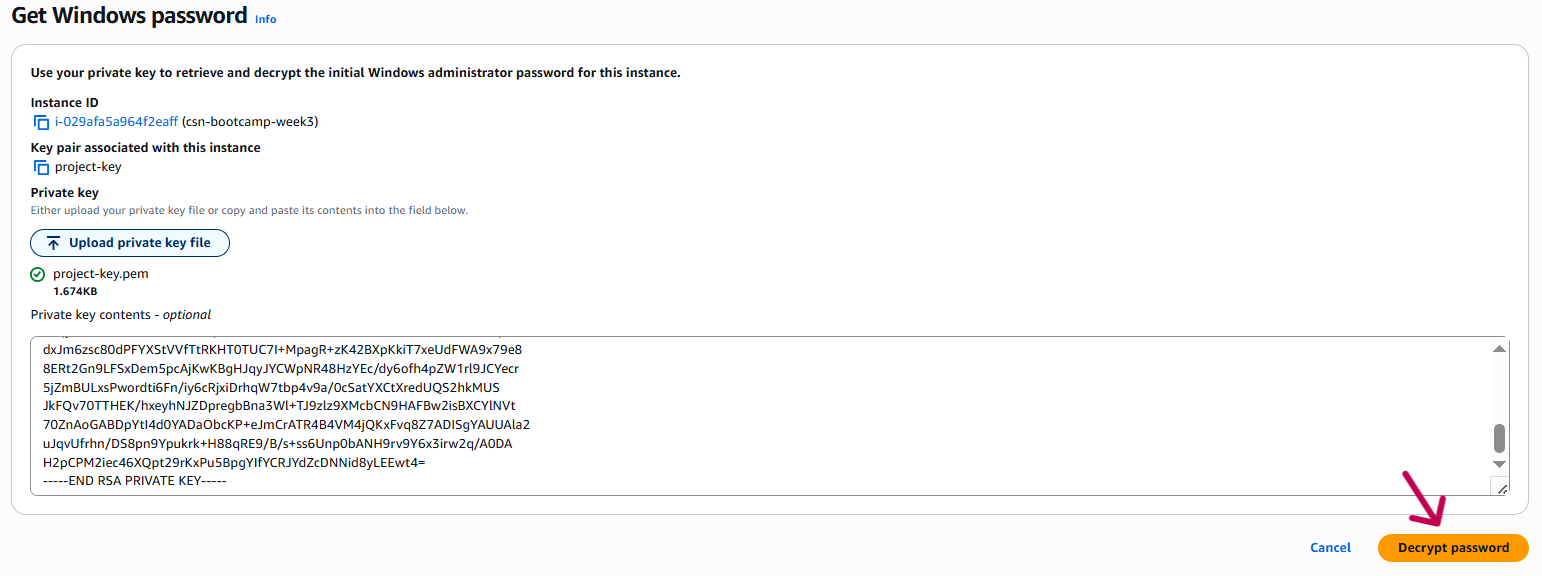 Get Windows password Info
Use your private key to retrieve and decrypt the initial Windows administrator password for this instance.
Instance ID
i-029afa5a964f2eaff (csn-bootcamp-week3)
Key pair associated with this instance
project-key
Private key
Either upload your private key file or copy and paste its contents into the field below.
Upload private key file
project-key.pem
1.674KB
Private key contents - optional
dxJm6zsc80dPFYXStVVfTtRKHT0TUC7I+MpagR+zK42BXpKkiT7xeUdFWA9x79e8
8ERt2Gn9LFSxDem5pcAjKwKBgHJqyJYCWpNR48HzYEc/dy6ofh4pZW1rl9JCYecr
5jZmBULxsPwordti6Fn/iy6cRjxiDrhqW7tbp4v9a/0cSatYXCtXredUQS2hkMUS
JkFQv70TTHEK/hxeyhNJZDpregbBna3Wl+TJ9zlz9XMcbCN9HAFBw2isBXCYlNVt
70ZnAoGABDpYtI4d0YADaObcKP+eJmCrATR4B4VM4jQKxFvq8Z7ADISgYAUUAla2
uJqvUfrhn/DS8pn9Ypukrk+H88qRE9/B/s+ss6Unp0bANH9rv9Y6x3irw2q/A0DA
H2pCPM2iec46XQpt29rKxPu5BpgYIfYCRJYdZcDNNid8yLEEwt4=
-----END RSA PRIVATE KEY-----
Cancel
Decrypt password